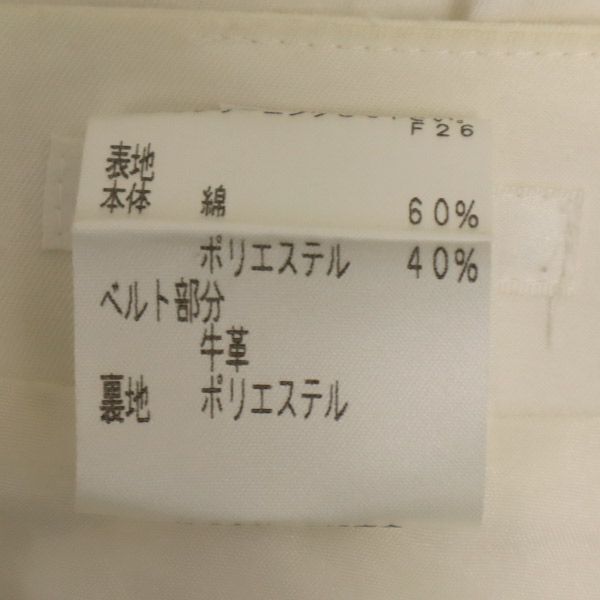 F26
表地
本体 綿 60%
ポリエステル 40%
ベルト部分
牛革
裏地 ポリエステル